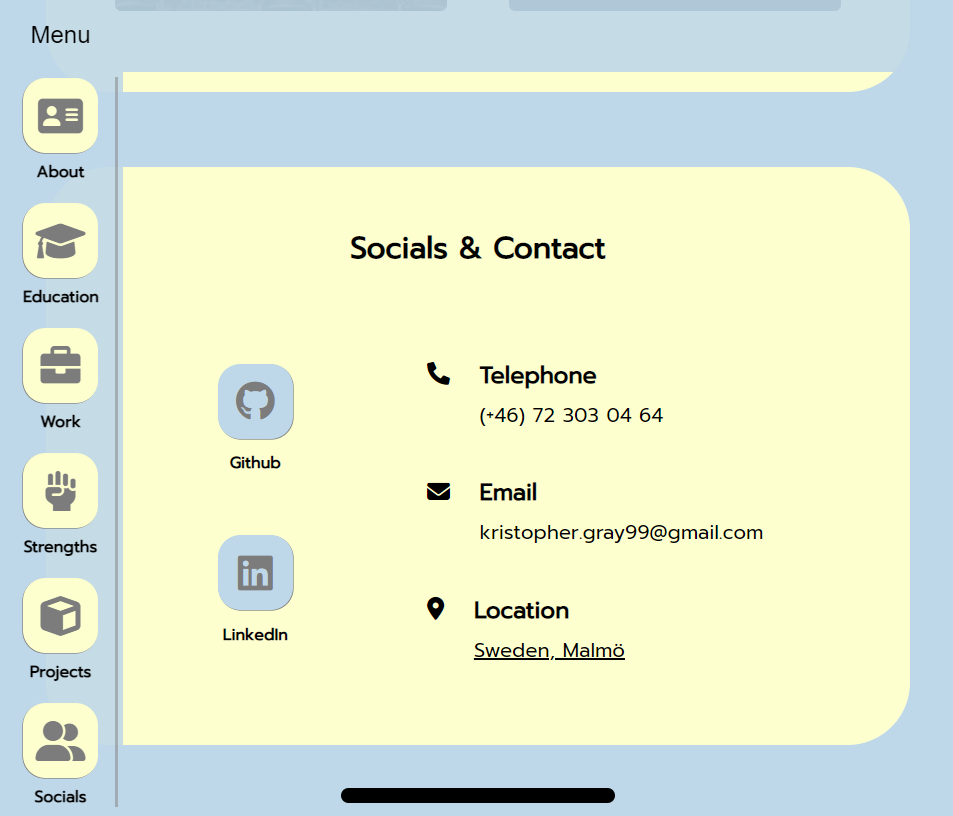 Menu
About
Education
Work
Strengths
Projects
Socials
Socials & Contact
Github
LinkedIn
Telephone
(+46) 72 303 04 64
Email
kristopher.gray99@gmail.com
Location
Sweden, Malmö